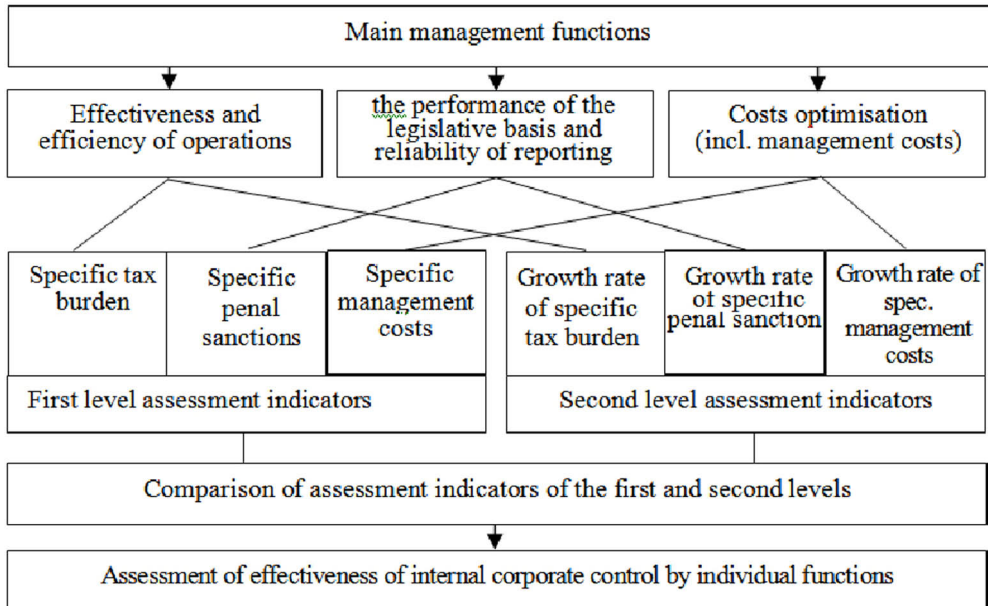 Main management functions
Effectiveness and
efficiency of operations
the performance of the
legislative basis and
reliability of reporting
Costs optimisation
(incl. management costs)
Specific tax
burden
Specific
penal
sanctions
Specific
management
costs
Growth rate
of specific
tax burden
Growth rate
of specific
penal sanction
Growth rate of
spec.
management
costs
First level assessment indicators
Second level assessment indicators
Comparison of assessment indicators of the first and second levels
Assessment of effectiveness of internal corporate control by individual functions